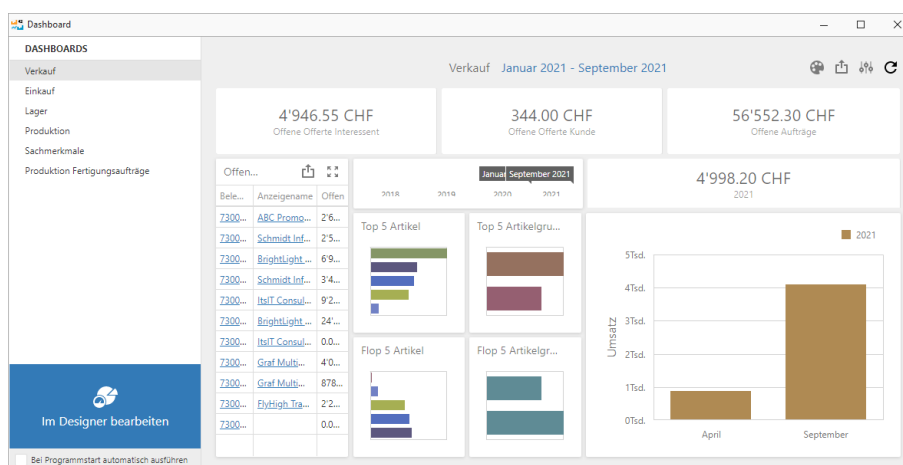 Dashboard
DASHBOARDS
Verkauf
Einkauf
Lager
Produktion
Sachmerkmale
Produktion Fertigungsaufträge
Im Designer bearbeiten
Bei Programmstart automatisch ausführen
Verkauf Januar 2021 - September 2021
4'946.55 CHF
Offene Offerte Interessent
344.00 CHF
Offene Offerte Kunde
56'552.30 CHF
Offene Aufträge
Offen...
Bele... Anzeigename Offen
7300... ABC Promo... 2'6...
7300... Schmidt Inf... 2'5...
7300... BrightLight ... 6'9...
7300... Schmidt Inf... 3'4...
7300... ItsIT Consul... 9'2...
7300... BrightLight ... 24'...
7300... ItsIT Consul... 0.0...
7300... Graf Multi... 4'0...
7300... Graf Multi... 878...
7300... FlyHigh Tra... 2'2...
7300... 0.0...
Januar September 2021
2018 2019 2020 2021
4'998.20 CHF
2021
Top 5 Artikel
Top 5 Artikelgru...
Flop 5 Artikel
Flop 5 Artikelgr...
2021
Umsatz
5Tsd.
4Tsd.
3Tsd.
2Tsd.
1Tsd.
0Tsd.
April September